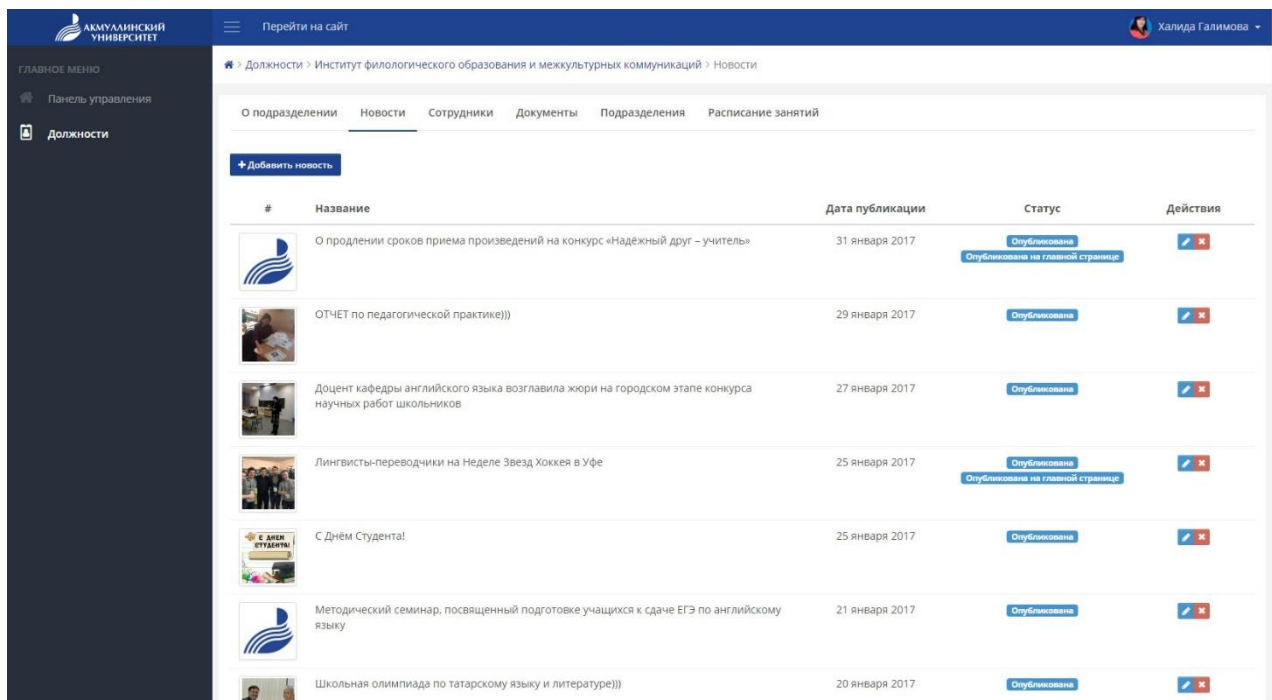 АКМУЛЛИНСКИЙ
УНИВЕРСИТЕТ
Перейти на сайт
Халида Галимова
ГЛАВНОЕ МЕНЮ
Панель управления
Должности
> Должности > Институт филологического образования и межкультурных коммуникаций > Новости
О подразделении Новости Сотрудники Документы Подразделения Расписание занятий
+ Добавить новость
# Название Дата публикации Статус Действия
О продлении сроков приема произведений на конкурс «Надёжный друг – учитель» 31 января 2017 Опубликована
Опубликована на главной странице
ОТЧЕТ по педагогической практике))) 29 января 2017 Опубликована
Доцент кафедры английского языка возглавила жюри на городском этапе конкурса 27 января 2017 Опубликована
научных работ школьников
Лингвисты-переводчики на Неделе Звезд Хоккея в Уфе 25 января 2017 Опубликована
Опубликована на главной странице
С ДНЕМ
СТУДЕНТА!
С Днём Студента! 25 января 2017 Опубликована
Методический семинар, посвященный подготовке учащихся к сдаче ЕГЭ по английскому 21 января 2017 Опубликована
языку
Школьная олимпиада по татарскому языку и литературе))) 20 января 2017 Опубликована